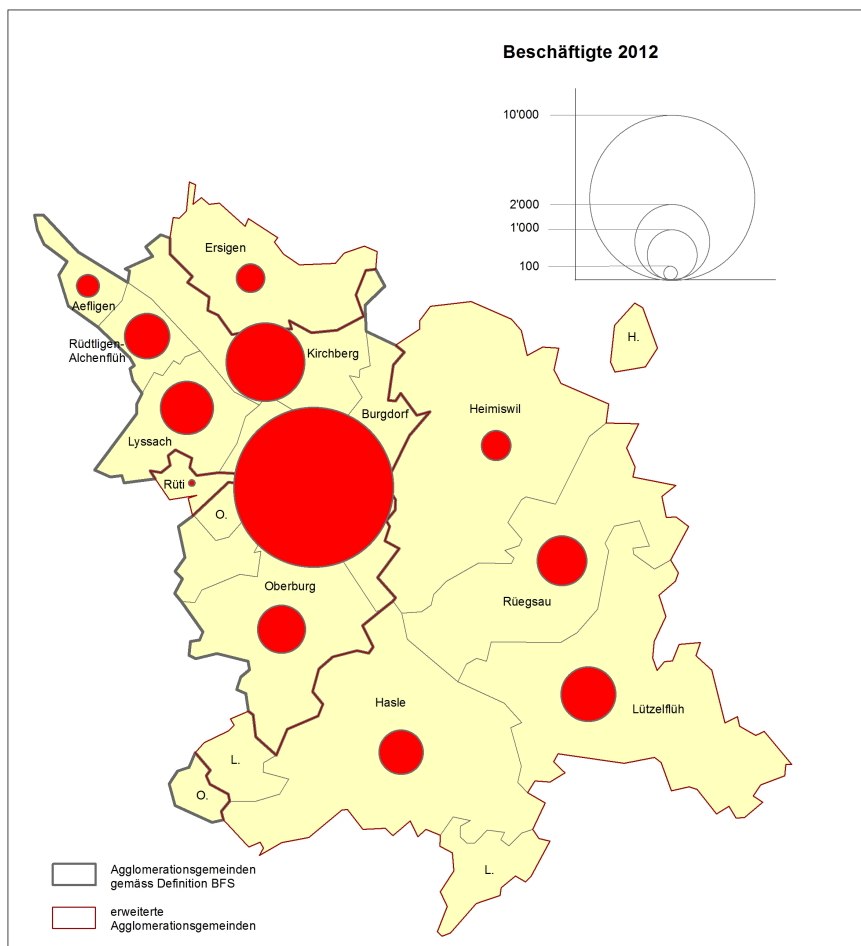 Beschäftigte 2012
10'000
2'000
1'000
100
Ersigen
Aefligen
Rüdtligen-
Alchenflüh
Kirchberg
H.
Burgdorf
Heimiswil
Lyssach
Rüti
O.
Oberburg
Rüegsau
Hasle
Lützelflüh
L.
O.
L.
Agglomerationsgemeinden
gemäss Definition BFS
erweiterte
Agglomerationsgemeinden